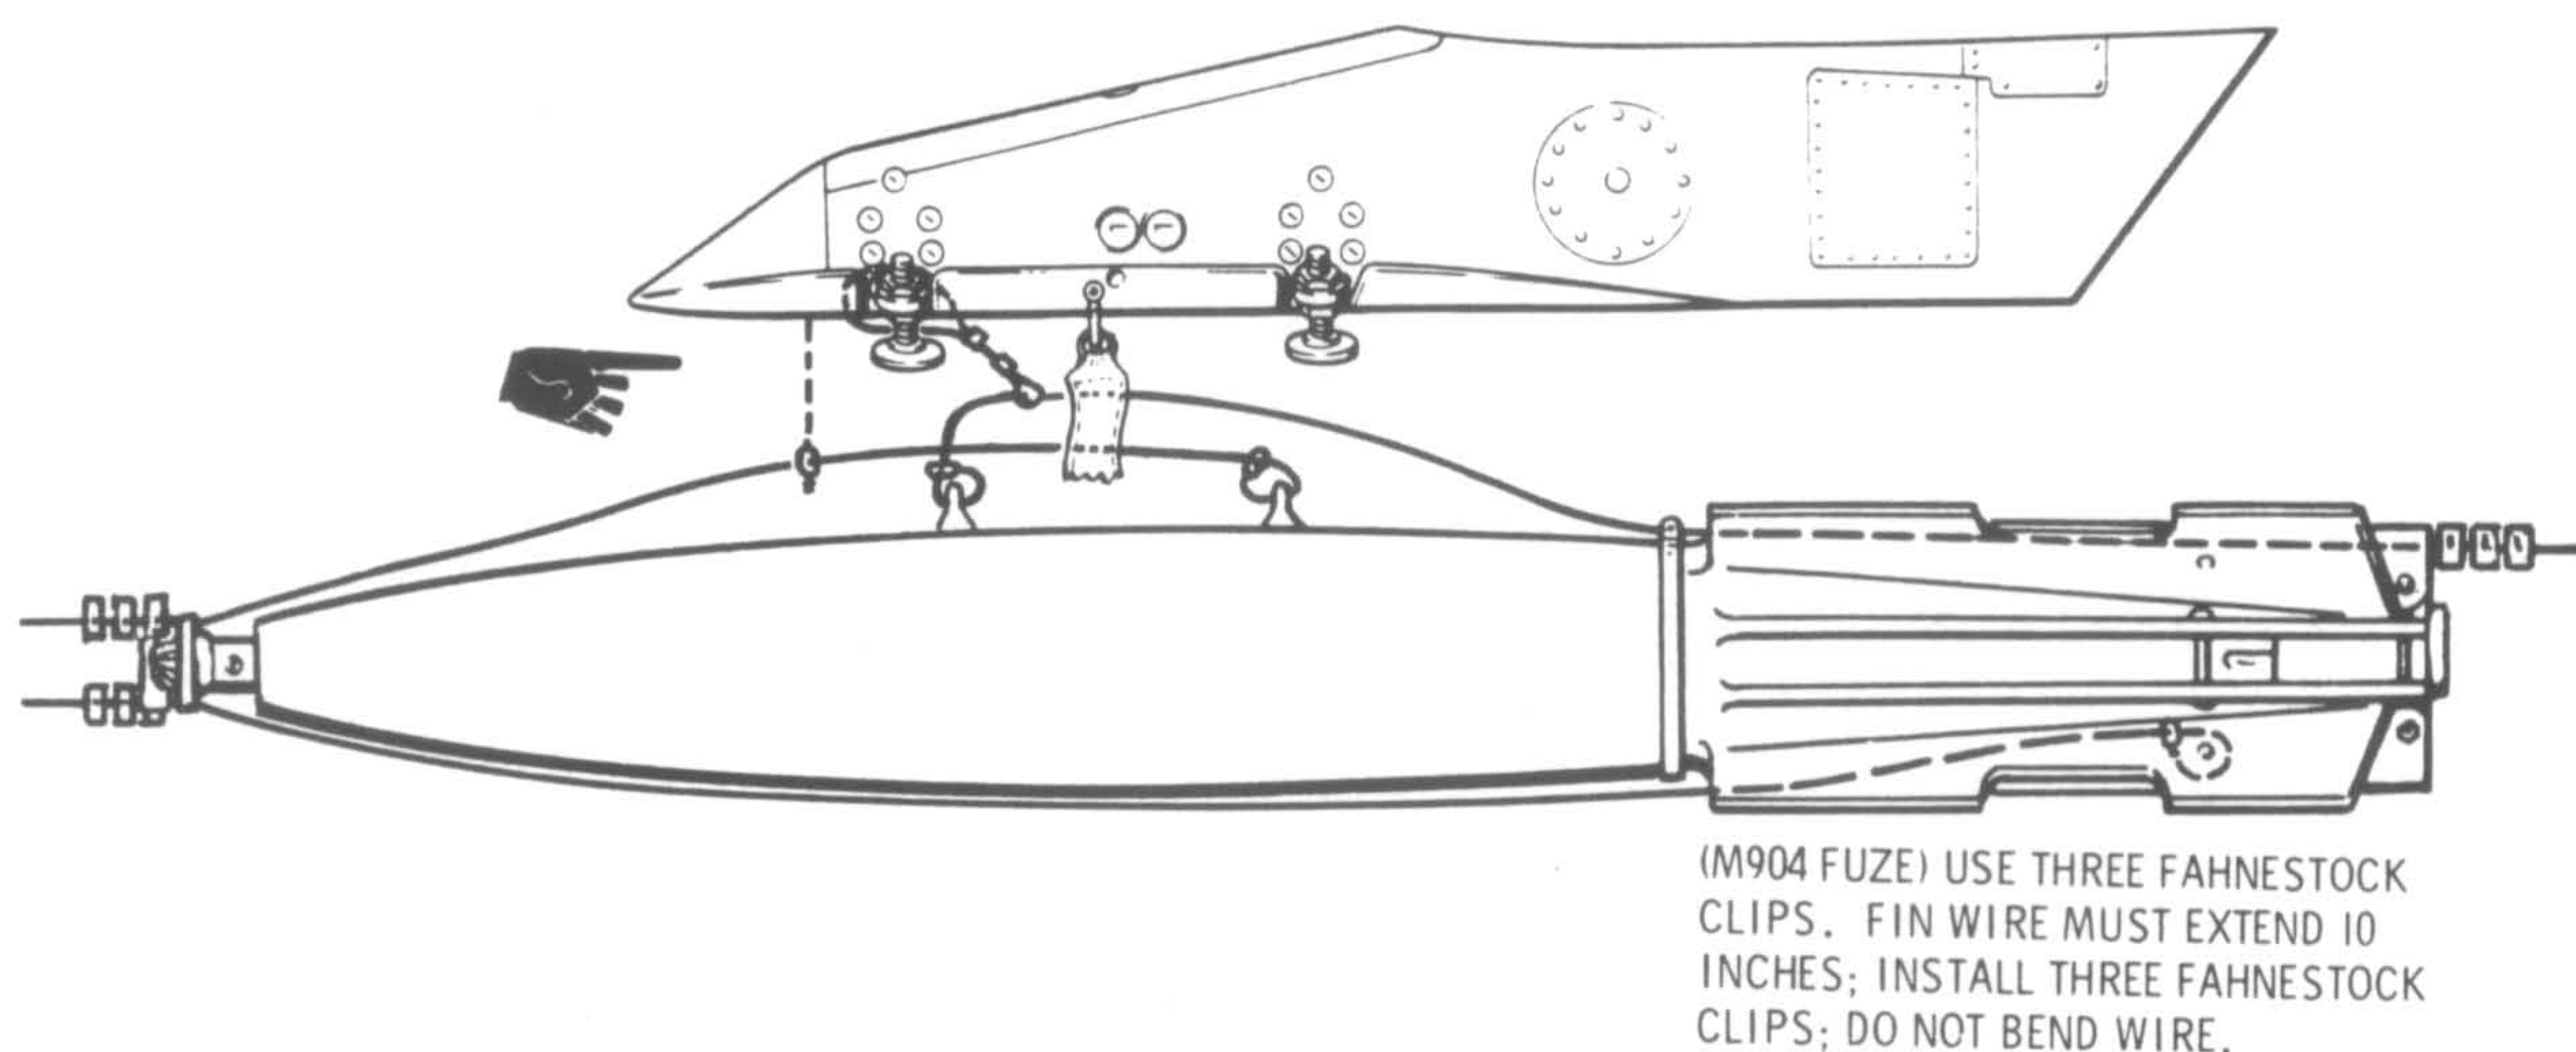 (M904 FUZE) USE THREE FAHNESTOCK
CLIPS. FIN WIRE MUST EXTEND 10
INCHES; INSTALL THREE FAHNESTOCK
CLIPS; DO NOT BEND WIRE.